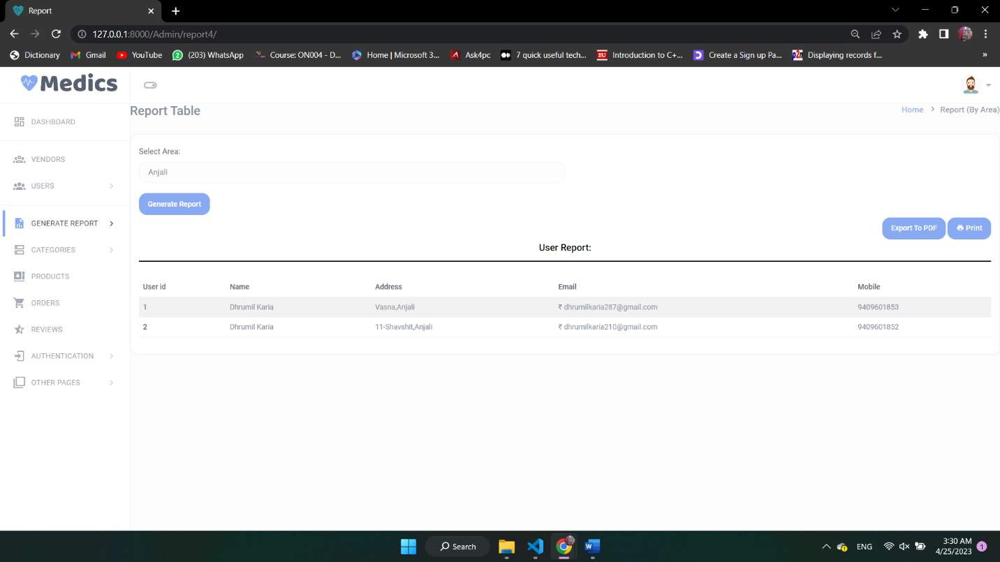 Report
127.0.0.1:8000/Admin/report4/
Dictionary Gmail YouTube (203) WhatsApp Course: ON004 - D... Home | Microsoft 3... Ask4pc 7 quick useful tech... Introduction to C+... Create a Sign up Pa... Displaying records f... »
Medics
Report Table
Home > Report (By Area)
DASHBOARD
VENDORS
USERS
GENERATE REPORT
CATEGORIES
PRODUCTS
ORDERS
REVIEWS
AUTHENTICATION
OTHER PAGES
Select Area:
Anjali
Generate Report
Export To PDF Print
User Report:
User id Name Address Email Mobile
1 Dhrumil Karia Vasna,Anjali ₹ dhrumilkaria287@gmail.com 9409601853
2 Dhrumil Karia 11-Shavshit,Anjali ₹ dhrumilkaria210@gmail.com 9409601852
Search
ENG
3:30 AM
4/25/2023
1